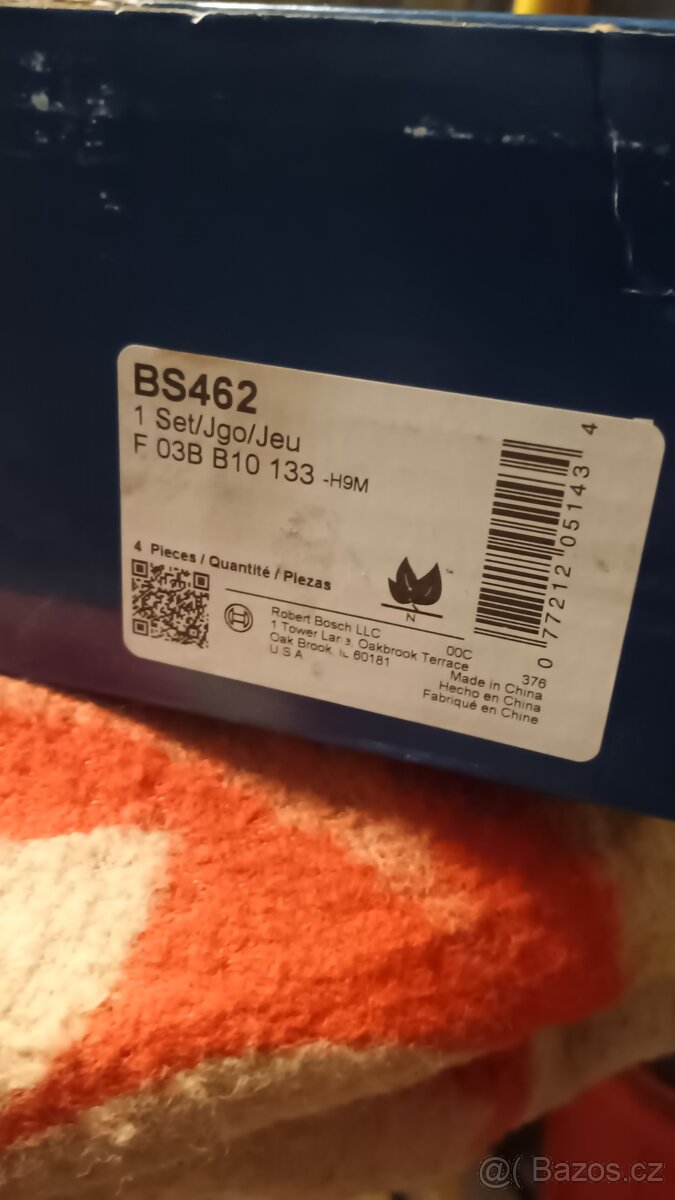 BS462
1 Set/Jgo/Jeu
F 03B B10 133 -H9M
4 Pieces / Quantité / Piezas
N
Robert Bosch LLC
1 Tower Lane, Oakbrook Terrace
Oak Brook, IL 60181
U S A
00C
376
Made in China
Hecho en China
Fabriqué en Chine
0 77212 05143 4
@( Bazos.cz